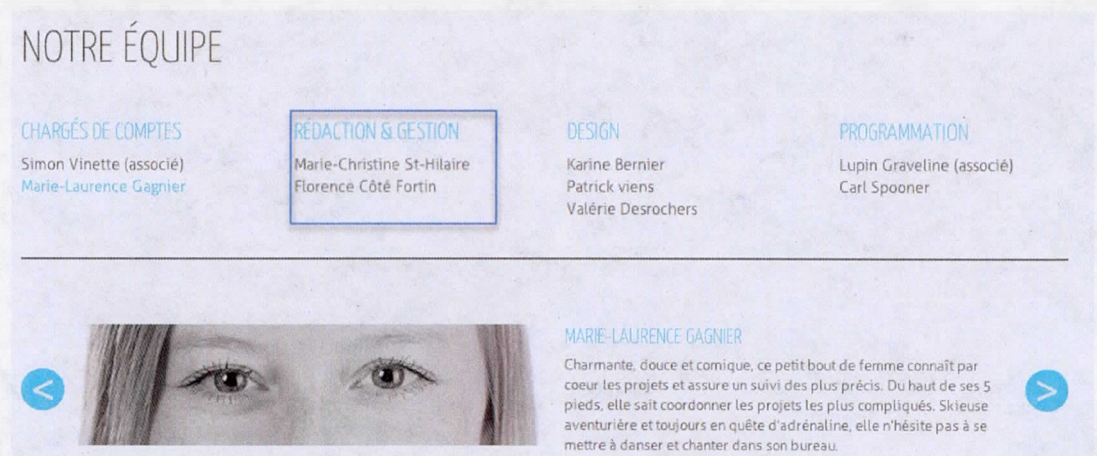 NOTRE ÉQUIPE
CHARGÉS DE COMPTES
Simon Vinette (associé)
Marie-Laurence Gagnier
RÉDACTION & GESTION
Marie-Christine St-Hilaire
Florence Côté Fortin
DESIGN
Karine Bernier
Patrick viens
Valérie Desrochers
PROGRAMMATION
Lupin Graveline (associé)
Carl Spooner
<
MARIE-LAURENCE GAGNIER
Charmante, douce et comique, ce petit bout de femme connaît par
coeur les projets et assure un suivi des plus précis. Du haut de ses 5
pieds, elle sait coordonner les projets les plus compliqués. Skieuse
aventurière et toujours en quête d'adrénaline, elle n'hésite pas à se
mettre à danser et chanter dans son bureau.
>